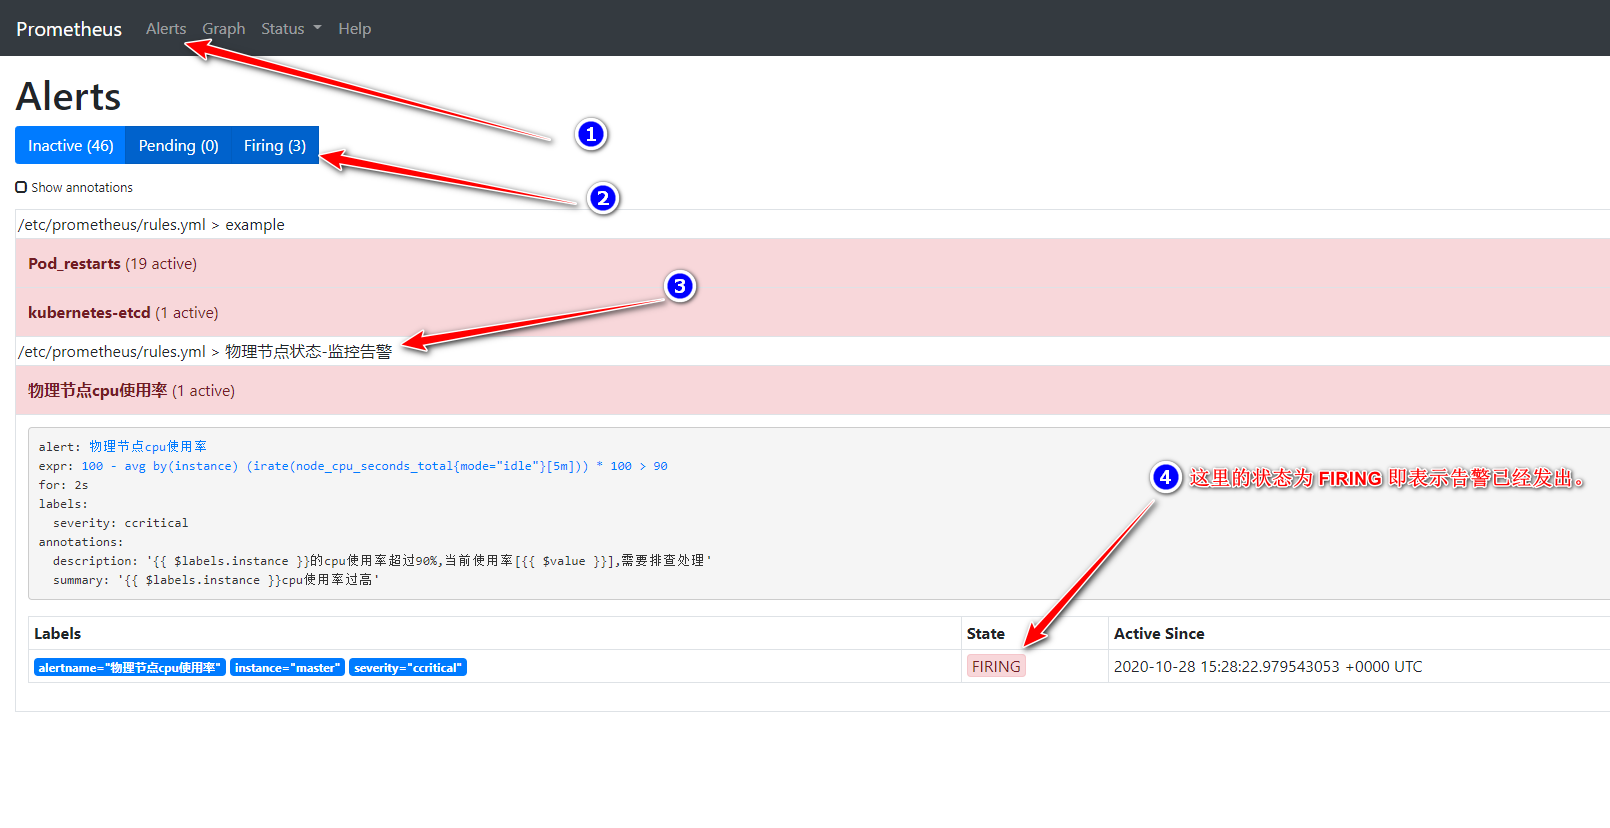 Prometheus Alerts Graph Status Help
Alerts
1
Inactive (46) Pending (0) Firing (3)
2
Show annotations
/etc/prometheus/rules.yml > example
Pod_restarts (19 active)
3
kubernetes-etcd (1 active)
/etc/prometheus/rules.yml > 物理节点状态-监控告警
物理节点cpu使用率 (1 active)
alert: 物理节点cpu使用率
expr: 100 - avg by(instance) (irate(node_cpu_seconds_total{mode="idle"}[5m])) * 100 > 90
for: 2s
labels:
severity: ccritical
annotations:
description: '{{ $labels.instance }}的cpu使用率超过90%,当前使用率[{{ $value }}],需要排查处理'
summary: '{{ $labels.instance }}cpu使用率过高'
4 这里的状态为 FIRING 即表示告警已经发出。
Labels State Active Since
alertname="物理节点cpu使用率" instance="master" severity="ccritical" FIRING 2020-10-28 15:28:22.979543053 +0000 UTC